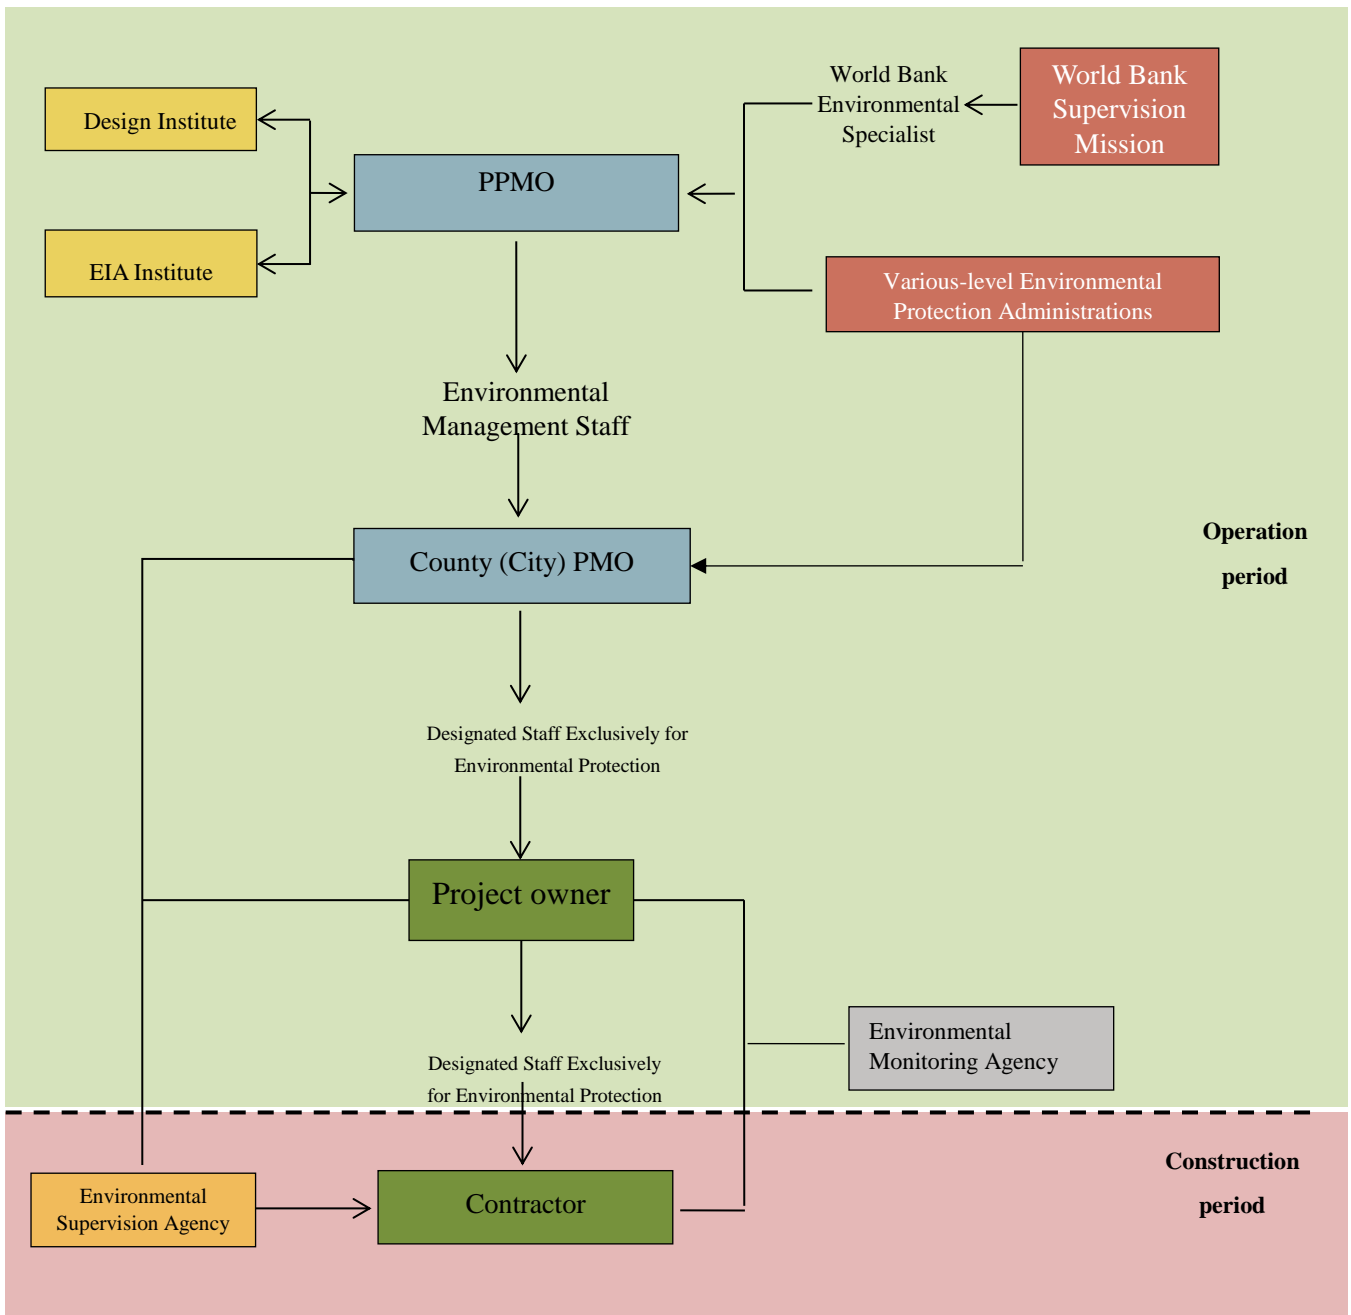 World Bank
Environmental
Specialist
World Bank
Supervision
Mission
Design Institute
PPMO
EIA Institute
Various-level Environmental
Protection Administrations
Environmental
Management Staff
Operation
period
County (City) PMO
Designated Staff Exclusively for
Environmental Protection
Project owner
Environmental
Monitoring Agency
Designated Staff Exclusively
for Environmental Protection
Construction
period
Environmental
Supervision Agency
Contractor